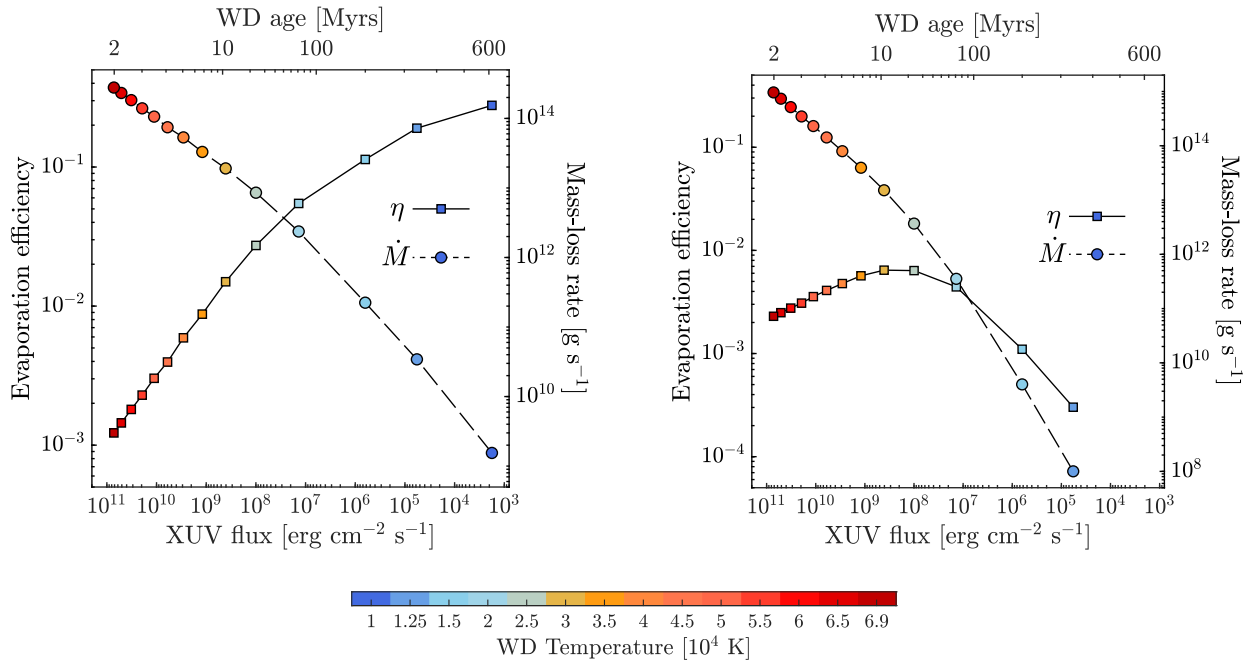 WD age [Myrs]
2 10 100 600
Evaporation efficiency
10⁻¹
10⁻²
10⁻³
η
Ṁ
10¹⁴
10¹²
10¹⁰
Mass-loss rate [g s⁻¹]
10¹¹ 10¹⁰ 10⁹ 10⁸ 10⁷ 10⁶ 10⁵ 10⁴ 10³
XUV flux [erg cm⁻² s⁻¹]
WD age [Myrs]
2 10 100 600
Evaporation efficiency
10⁻¹
10⁻²
10⁻³
10⁻⁴
η
Ṁ
10¹⁴
10¹²
10¹⁰
10⁸
Mass-loss rate [g s⁻¹]
10¹¹ 10¹⁰ 10⁹ 10⁸ 10⁷ 10⁶ 10⁵ 10⁴ 10³
XUV flux [erg cm⁻² s⁻¹]
1 1.25 1.5 2 2.5 3 3.5 4 4.5 5 5.5 6 6.5 6.9
WD Temperature [10⁴ K]